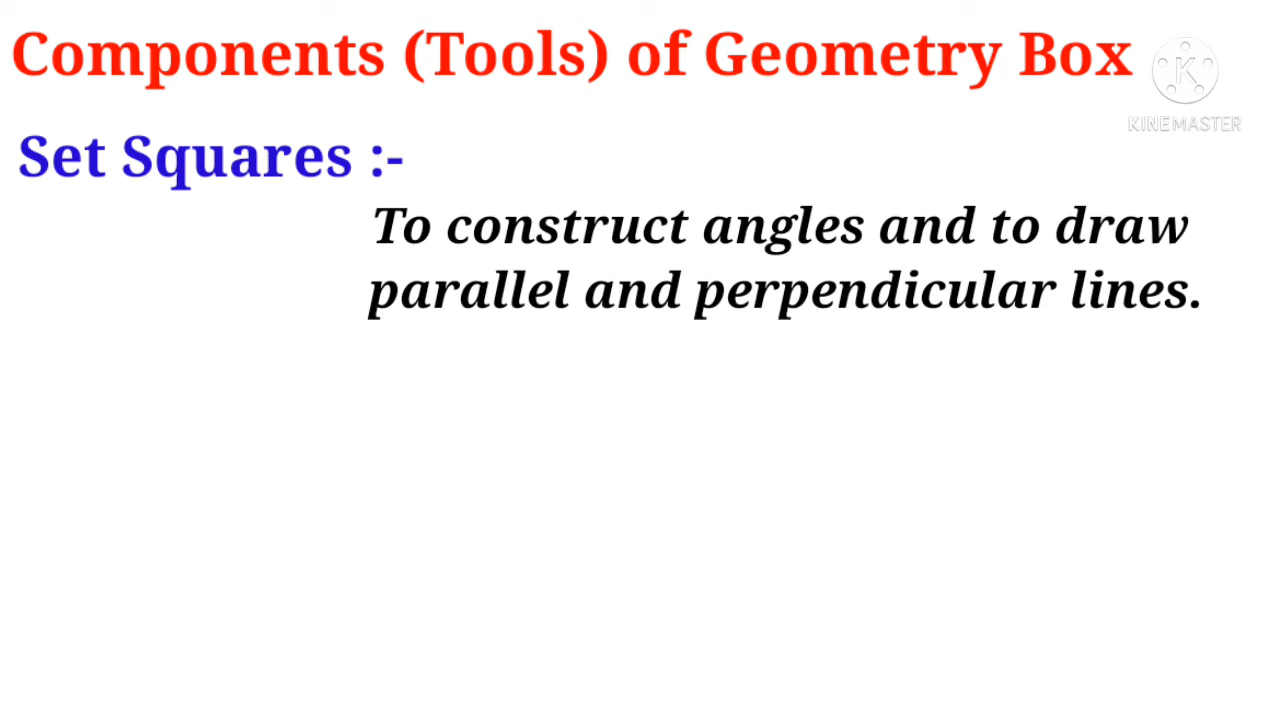 Components (Tools) of Geometry Box
K
KINEMASTER
Set Squares :-
To construct angles and to draw
parallel and perpendicular lines.